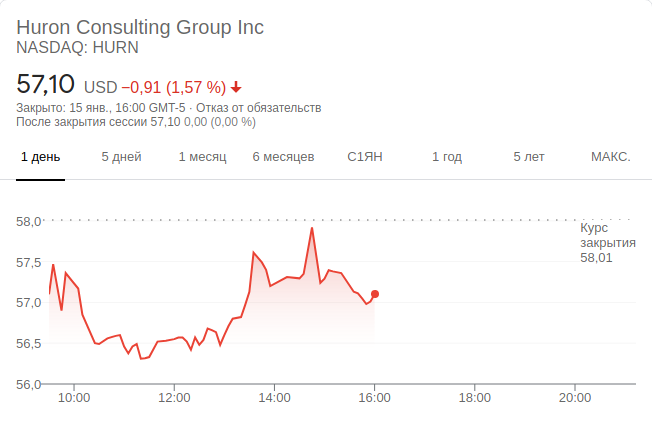 Huron Consulting Group Inc
NASDAQ: HURN
57,10 USD −0,91 (1,57 %)
Закрыто: 15 янв., 16:00 GMT-5 · Отказ от обязательств
После закрытия сессии 57,10 0,00 (0,00 %)
1 день 5 дней 1 месяц 6 месяцев С1ЯН 1 год 5 лет МАКС.
58,0
Курс
закрытия
58,01
57,5
57,0
56,5
56,0
10:00 12:00 14:00 16:00 18:00 20:00